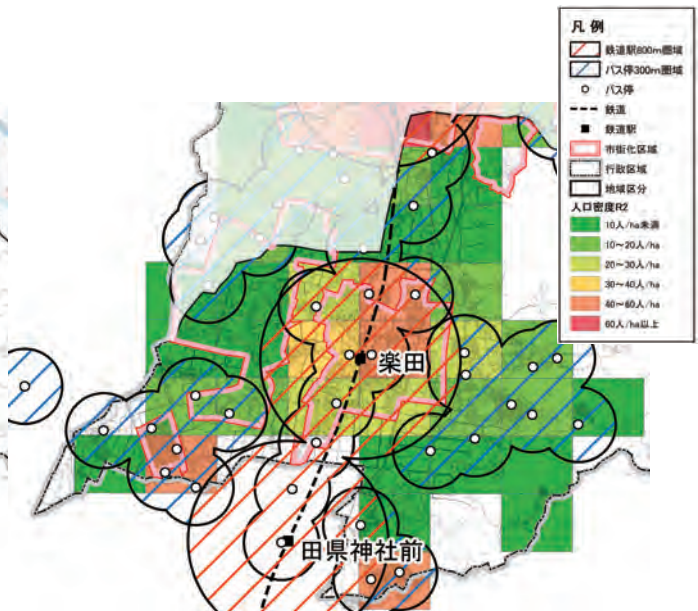 凡例
鉄道駅800m圏域
バス停300m圏域
バス停
鉄道
鉄道駅
市街化区域
行政区域
地域区分
人口密度R2
10人/ha未満
10～20人/ha
20～30人/ha
30～40人/ha
40～60人/ha
60人/ha以上
楽田
田県神社前